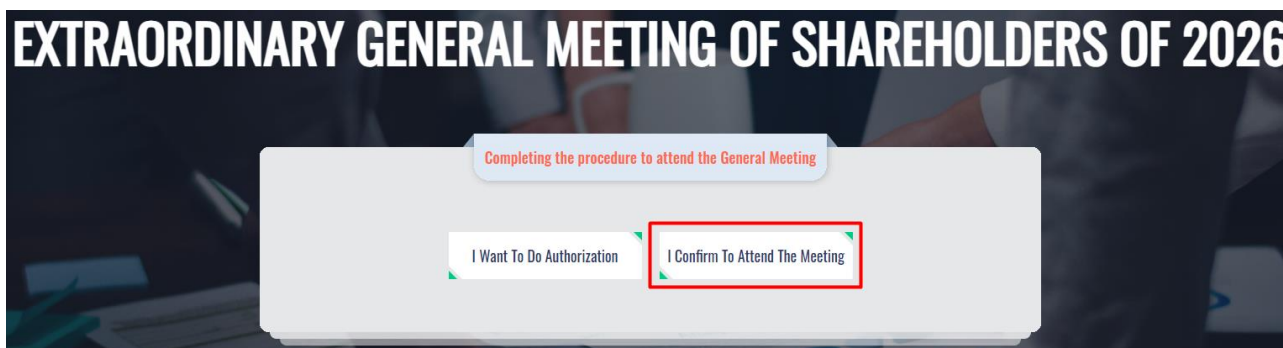 EXTRAORDINARY GENERAL MEETING OF SHAREHOLDERS OF 2026
Completing the procedure to attend the General Meeting
I Want To Do Authorization
I Confirm To Attend The Meeting